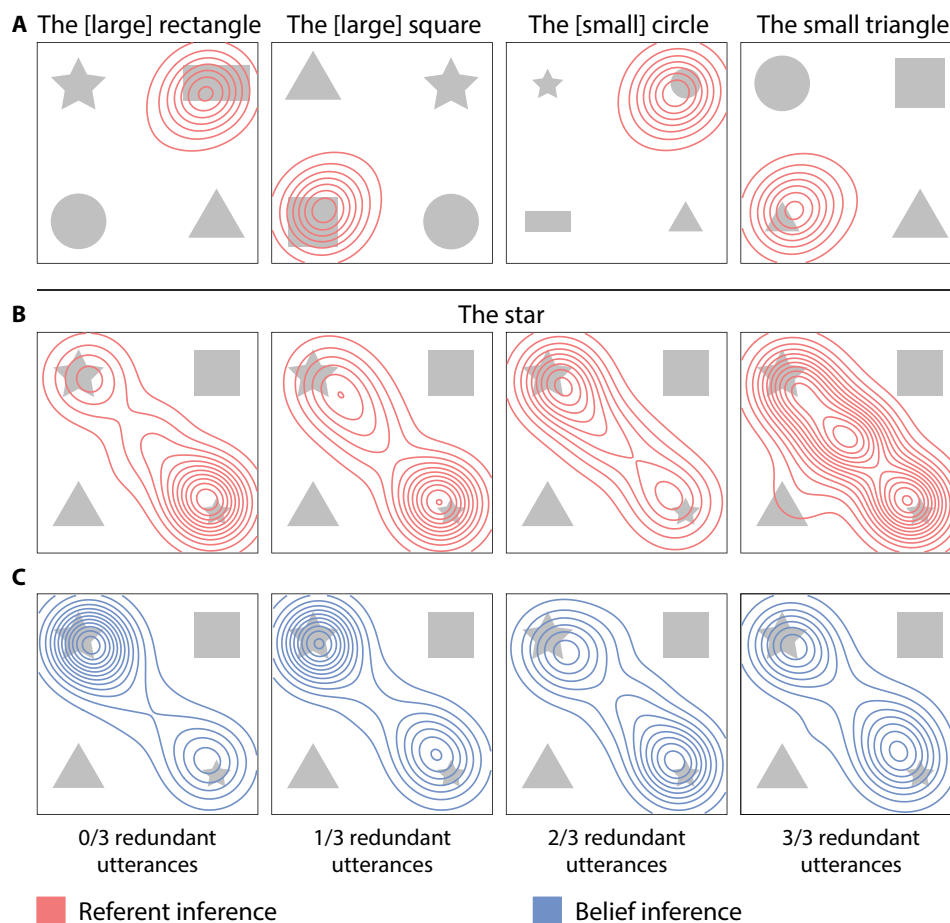 A
The [large] rectangle
The [large] square
The [small] circle
The small triangle
B
The star
C
0/3 redundant
utterances
1/3 redundant
utterances
2/3 redundant
utterances
3/3 redundant
utterances
Referent inference
Belief inference